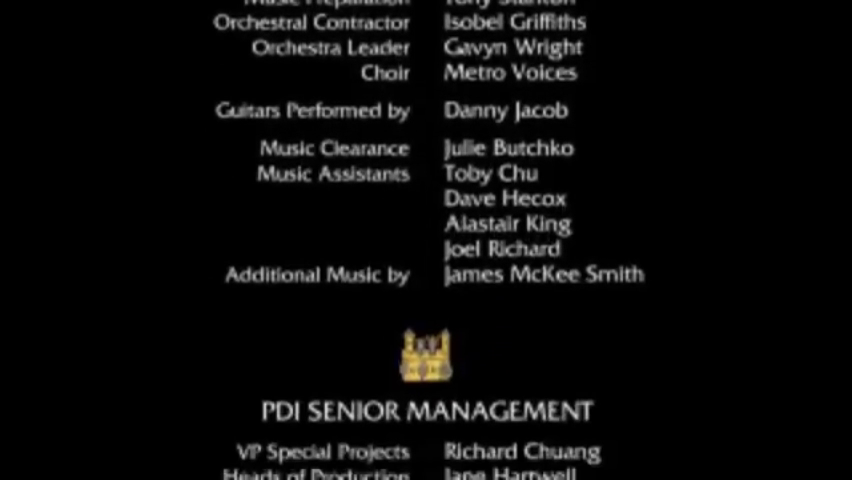 Music Preparation Tony Stanton
Orchestral Contractor Isobel Griffiths
Orchestra Leader Gavyn Wright
Choir Metro Voices
Guitars Performed by Danny Jacob
Music Clearance Julie Butchko
Music Assistants Toby Chu
Dave Hecox
Alastair King
Joel Richard
Additional Music by James McKee Smith
PDI SENIOR MANAGEMENT
VP Special Projects Richard Chuang
Heads of Production Jane Hartwell